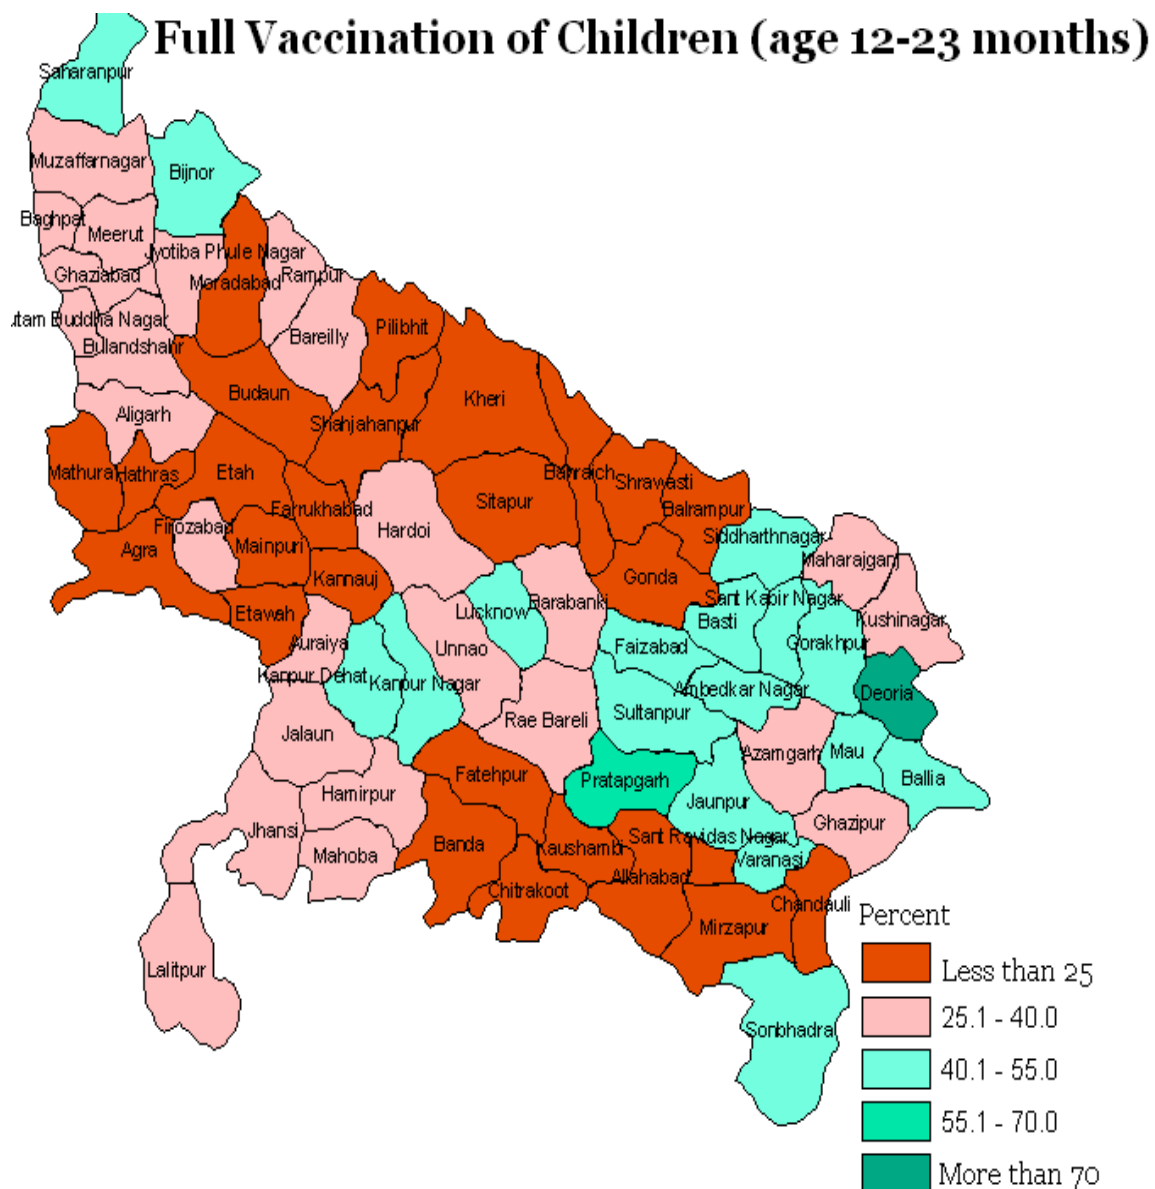 Full Vaccination of Children (age 12-23 months)
Saharanpur
Muzaffarnagar
Bijnor
Baghpat
Meerut
Jyotiba Phule Nagar
Ghaziabad
Moradabad
Rampur
utam Buddha Nagar
Bulandshahr
Bareilly
Pilibhit
Budaun
Kheri
Aligarh
Shahjahanpur
Mathura
Hathras
Etah
Bahraich
Shrawasti
Farrukhabad
Sitapur
Balrampur
Firozabad
Hardoi
Siddharthnagar
Agra
Mainpuri
Maharajganj
Kannauj
Gonda
Sant Kabir Nagar
Etawah
Lucknow
Barabanki
Basti
Kushinagar
Auraiya
Unnao
Faizabad
Gorakhpur
Kanpur Dehat
Kanpur Nagar
Ambedkar Nagar
Deoria
Rae Bareli
Sultanpur
Jalaun
Azamgarh
Mau
Fatehpur
Pratapgarh
Ballia
Hamirpur
Jaunpur
Jhansi
Ghazipur
Mahoba
Banda
Kaushambi
Sant Ravidas Nagar
Varanasi
Chitrakoot
Allahabad
Chandauli
Mirzapur
Lalitpur
Sonbhadra
Percent
Less than 25
25.1 - 40.0
40.1 - 55.0
55.1 - 70.0
More than 70